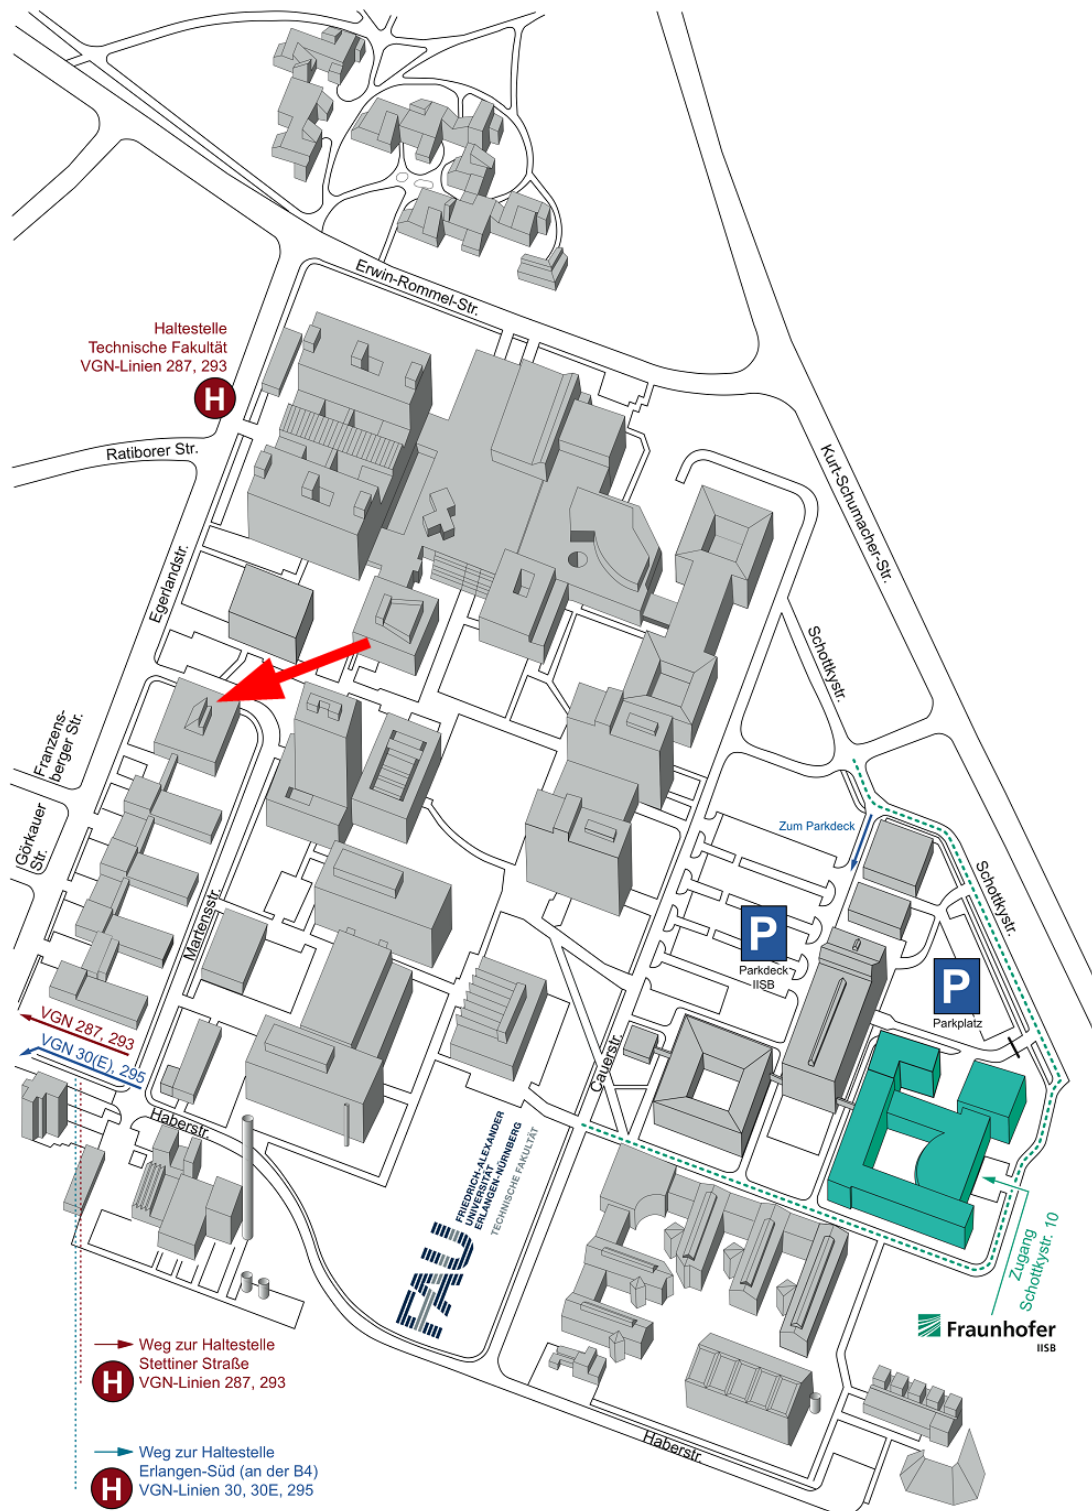 Erwin-Rommel-Str.
Haltestelle
Technische Fakultät
VGN-Linien 287, 293
H
Ratiborer Str.
Kurt-Schumacher-Str.
Egerlandstr.
Schottkystr.
Franzens-
berger Str.
Görkauer
Str.
Zum Parkdeck
Schottkystr.
Martensstr.
P
Parkdeck
IISB
P
Parkplatz
VGN 287, 293
VGN 30(E), 295
Cauerstr.
Haberstr.
FAU
FRIEDRICH-ALEXANDER
UNIVERSITÄT
ERLANGEN-NÜRNBERG
TECHNISCHE FAKULTÄT
Zugang
Schottkystr. 10
Fraunhofer
IISB
Weg zur Haltestelle
Stettiner Straße
VGN-Linien 287, 293
H
Haberstr.
Weg zur Haltestelle
Erlangen-Süd (an der B4)
VGN-Linien 30, 30E, 295
H